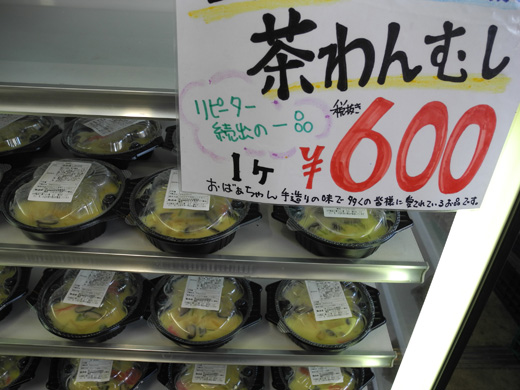 茶わんむし
リピーター
続出の一品
税抜き
1ケ ¥600
おばあちゃん手造りの味で多くの皆様に愛されているお品です。